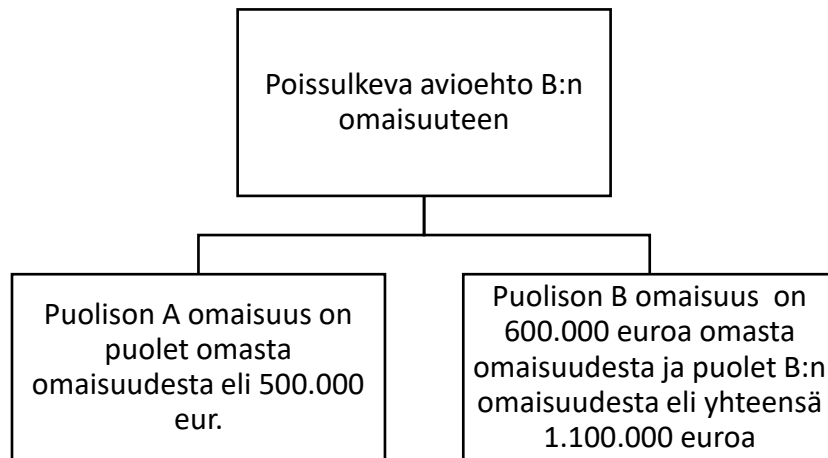 Poissulkeva avioehto B:n
omaisuuteen
Puolison A omaisuus on
puolet omasta
omaisuudesta eli 500.000
eur.
Puolison B omaisuus on
600.000 euroa omasta
omaisuudesta ja puolet B:n
omaisuudesta eli yhteensä
1.100.000 euroa